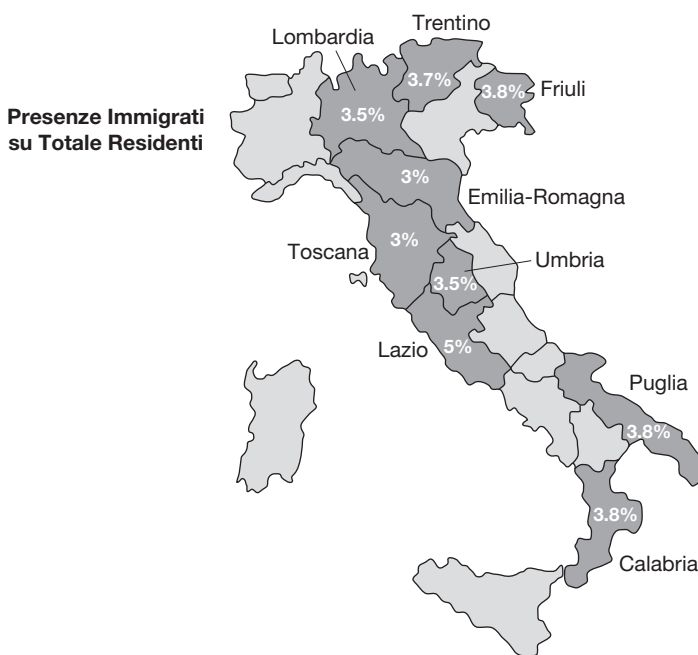 Trentino
Lombardia
3.7%
3.8%
Friuli
Presenze Immigrati
su Totale Residenti
3.5%
3%
Emilia-Romagna
3%
Toscana
Umbria
3.5%
Lazio
5%
Puglia
3.8%
3.8%
Calabria